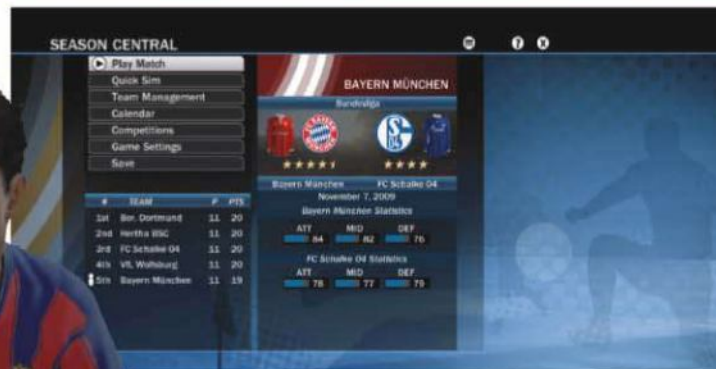 SEASON CENTRAL
Play Match
Quick Sim
Team Management
Calendar
Competitions
Game Settings
Save
# TEAM P PTS
1st Bor. Dortmund 11 20
2nd Hertha BSC 11 20
3rd FC Schalke 04 11 20
4th VfL Wolfsburg 11 20
5th Bayern München 11 19
BAYERN MÜNCHEN
Bundesliga
Bayern München FC Schalke 04
November 7, 2009
Bayern München Statistics
ATT MID DEF
84 82 76
FC Schalke 04 Statistics
ATT MID DEF
78 77 79